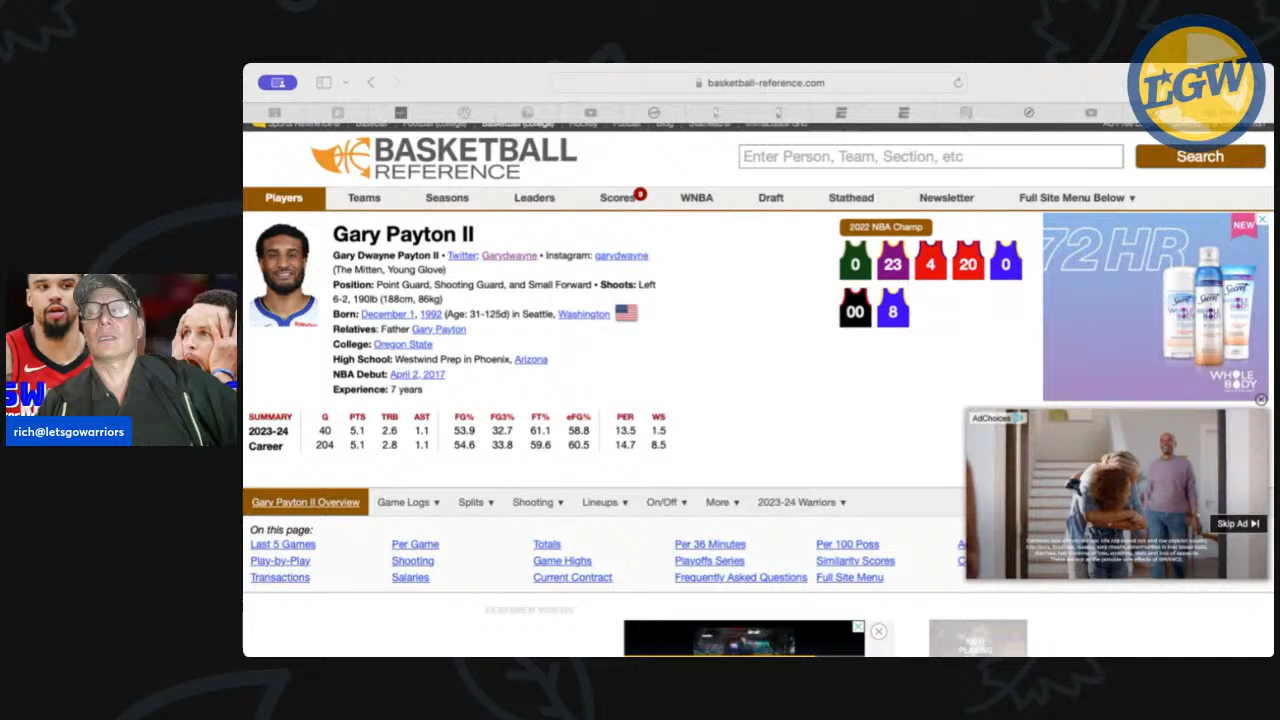 LGW
basketball-reference.com
BASKETBALL
REFERENCE
Enter Person, Team, Section, etc
Search
Players Teams Seasons Leaders Scores 9 WNBA Draft Stathead Newsletter Full Site Menu Below ▼
Gary Payton II
Gary Dwayne Payton II • Twitter: Garydwayne • Instagram: garydwayne
(The Mitten, Young Glove)
Position: Point Guard, Shooting Guard, and Small Forward • Shoots: Left
6-2, 190lb (188cm, 86kg)
Born: December 1, 1992 (Age: 31-125d) in Seattle, Washington
Relatives: Father Gary Payton
College: Oregon State
High School: Westwind Prep in Phoenix, Arizona
NBA Debut: April 2, 2017
Experience: 7 years
2022 NBA Champ
0 23 4 20 0
00 8
NEW
72HR
Secret
WHOLE
BODY
SUMMARY G PTS TRB AST FG% FG3% FT% eFG% PER WS
2023-24 40 5.1 2.6 1.1 53.9 32.7 61.1 58.8 13.5 1.5
Career 204 5.1 2.8 1.1 54.6 33.8 59.6 60.5 14.7 8.5
AdChoices
Skip Ad
rich@letsgowarriors
Gary Payton II Overview Game Logs ▼ Splits ▼ Shooting ▼ Lineups ▼ On/Off ▼ More ▼ 2023-24 Warriors ▼
On this page:
Last 5 Games Per Game Totals Per 36 Minutes Per 100 Poss
Play-by-Play Shooting Game Highs Playoffs Series Similarity Scores
Transactions Salaries Current Contract Frequently Asked Questions Full Site Menu
FEATURED VIDEOS
NOW
PLAYING